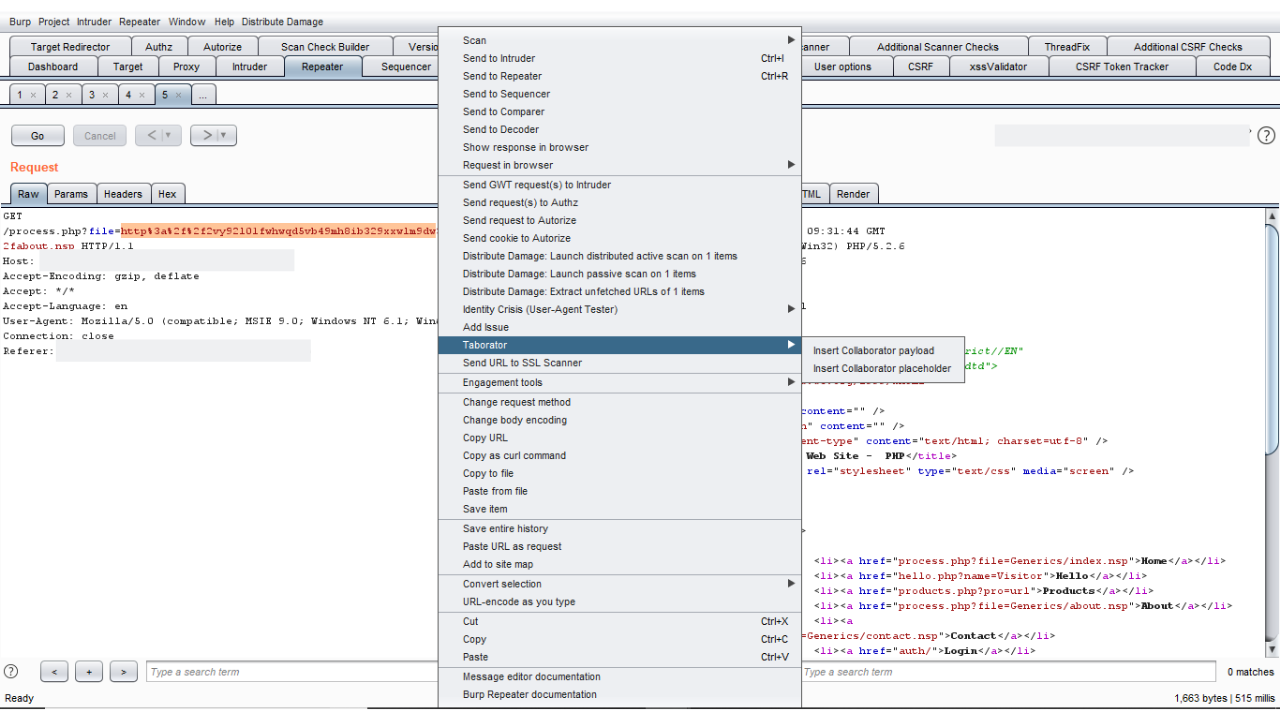 Burp Project Intruder Repeater Window Help Distribute Damage
Target Redirector Authz Autorize Scan Check Builder Additional Scanner Checks ThreadFix Additional CSRF Checks
Dashboard Target Proxy Intruder Repeater Sequencer User options CSRF xssValidator CSRF Token Tracker Code Dx
1 × 2 × 3 × 4 × 5 × ...
Go Cancel < | ▼ > | ▼ ?
Request
Raw Params Headers Hex
GET
/process.php?file=
2fabout.nsp HTTP/1.1
Host:
Accept-Encoding: gzip, deflate
Accept: */*
Accept-Language: en
User-Agent: Mozilla/5.0 (compatible; MSIE 9.0; Windows NT 6.1;
Connection: close
Referer:
? < + > Type a search term
Ready
Scan
Send to Intruder Ctrl+I
Send to Repeater Ctrl+R
Send to Sequencer
Send to Comparer
Send to Decoder
Show response in browser
Request in browser
Send GWT request(s) to Intruder
Send request(s) to Authz
Send request to Autorize
Send cookie to Autorize
Distribute Damage: Launch distributed active scan on 1 items
Distribute Damage: Launch passive scan on 1 items
Distribute Damage: Extract unfetched URLs of 1 items
Identity Crisis (User-Agent Tester)
Add Issue
Taborator
Send URL to SSL Scanner
Engagement tools
Change request method
Change body encoding
Copy URL
Copy as curl command
Copy to file
Paste from file
Save item
Save entire history
Paste URL as request
Add to site map
Convert selection
URL-encode as you type
Cut Ctrl+X
Copy Ctrl+C
Paste Ctrl+V
Message editor documentation
Burp Repeater documentation
Insert Collaborator payload
Insert Collaborator placeholder
Render
09:31:44 GMT
Win32) PHP/5.2.6
rict//EN"
dtd">
content="" />
n" content="" />
ent-type" content="text/html; charset=utf-8" />
Web Site - PHP</title>
rel="stylesheet" type="text/css" media="screen" />
>
<li><a href="process.php?file=Generics/index.nsp">Home</a></li>
<li><a href="hello.php?name=Visitor">Hello</a></li>
<li><a href="products.php?pro=url">Products</a></li>
<li><a href="process.php?file=Generics/about.nsp">About</a></li>
<li><a
=Generics/contact.nsp">Contact</a></li>
<li><a href="auth/">Login</a></li>
Type a search term 0 matches
1,663 bytes | 515 millis